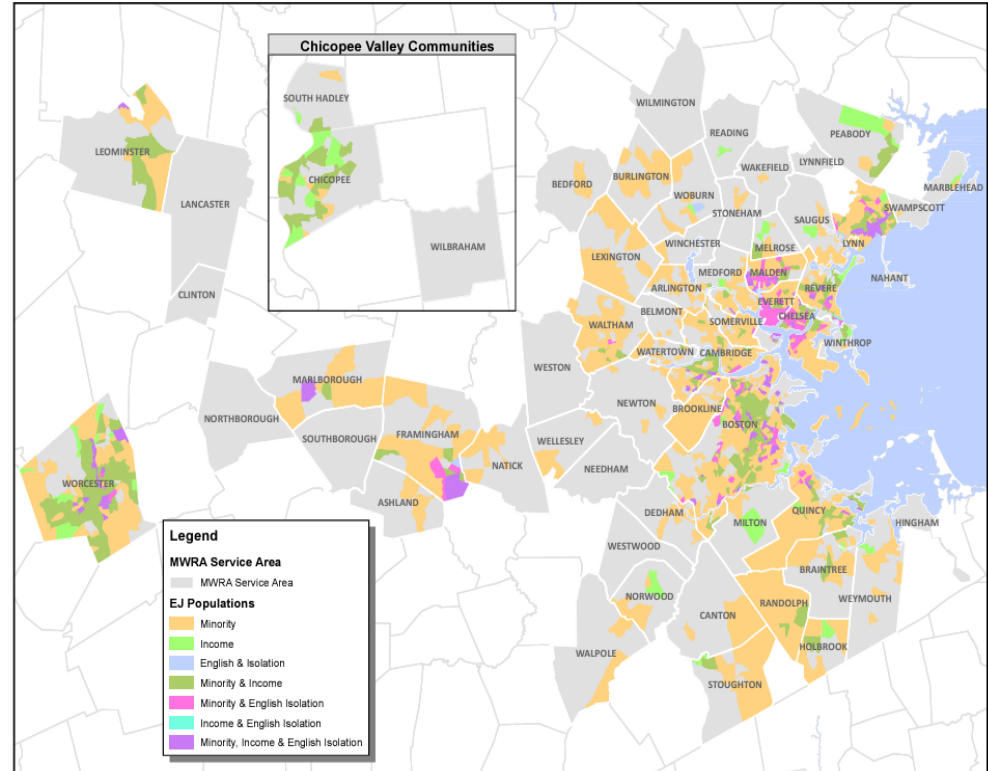 Chicopee Valley Communities
SOUTH HADLEY
CHICOPEE
WILBRAHAM
LEOMINSTER
LANCASTER
CLINTON
WILMINGTON
READING
PEABODY
LYNNFIELD
WAKEFIELD
BURLINGTON
BEDFORD
WOBURN
STONEHAM
MARBLEHEAD
SWAMPSCOTT
SAUGUS
LYNN
WINCHESTER
MELROSE
LEXINGTON
MEDFORD
MALDEN
NAHANT
ARLINGTON
REVERE
EVERETT
BELMONT
CHELSEA
WALTHAM
SOMERVILLE
WINTHROP
WATERTOWN
CAMBRIDGE
WESTON
MARLBOROUGH
NORTHBOROUGH
NEWTON
BROOKLINE
BOSTON
SOUTHBOROUGH
FRAMINGHAM
WELLESLEY
NATICK
NEEDHAM
WORCESTER
ASHLAND
DEDHAM
MILTON
QUINCY
HINGHAM
WESTWOOD
BRAINTREE
NORWOOD
CANTON
RANDOLPH
WEYMOUTH
HOLBROOK
WALPOLE
STOUGHTON
Legend
MWRA Service Area
MWRA Service Area
EJ Populations
Minority
Income
English & Isolation
Minority & Income
Minority & English Isolation
Income & English Isolation
Minority, Income & English Isolation